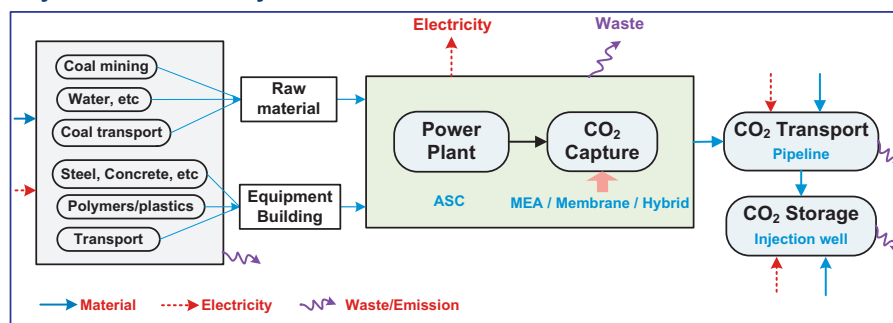 Electricity
Waste
Coal mining
Water, etc
Coal transport
Raw
material
Steel, Concrete, etc
Polymers/plastics
Transport
Equipment
Building
Power
Plant
CO₂
Capture
ASC
MEA / Membrane / Hybrid
CO₂ Transport
Pipeline
CO₂ Storage
Injection well
Material
Electricity
Waste/Emission